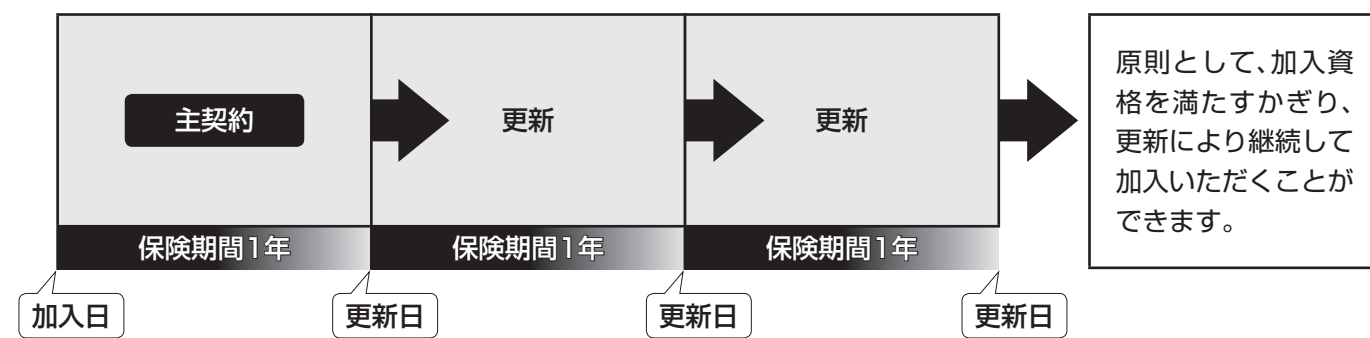 主契約
更新
更新
原則として、加入資
格を満たすかぎり、
更新により継続して
加入いただくことが
できます。
保険期間1年
保険期間1年
保険期間1年
加入日
更新日
更新日
更新日